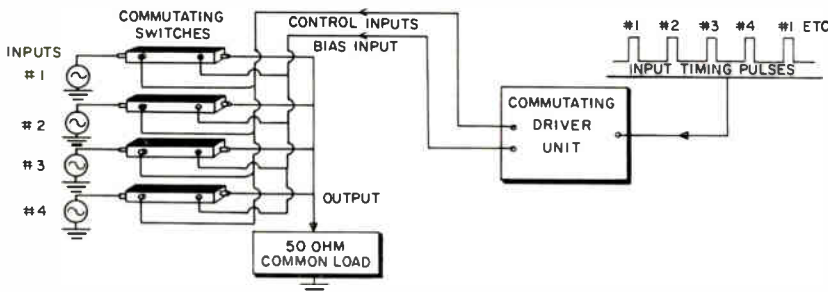 COMMUTATING
SWITCHES
CONTROL INPUTS
BIAS INPUT
#1 #2 #3 #4 #1 ETC
INPUT TIMING PULSES
INPUTS
#1
#2
#3
#4
COMMUTATING
DRIVER
UNIT
OUTPUT
50 OHM
COMMON LOAD